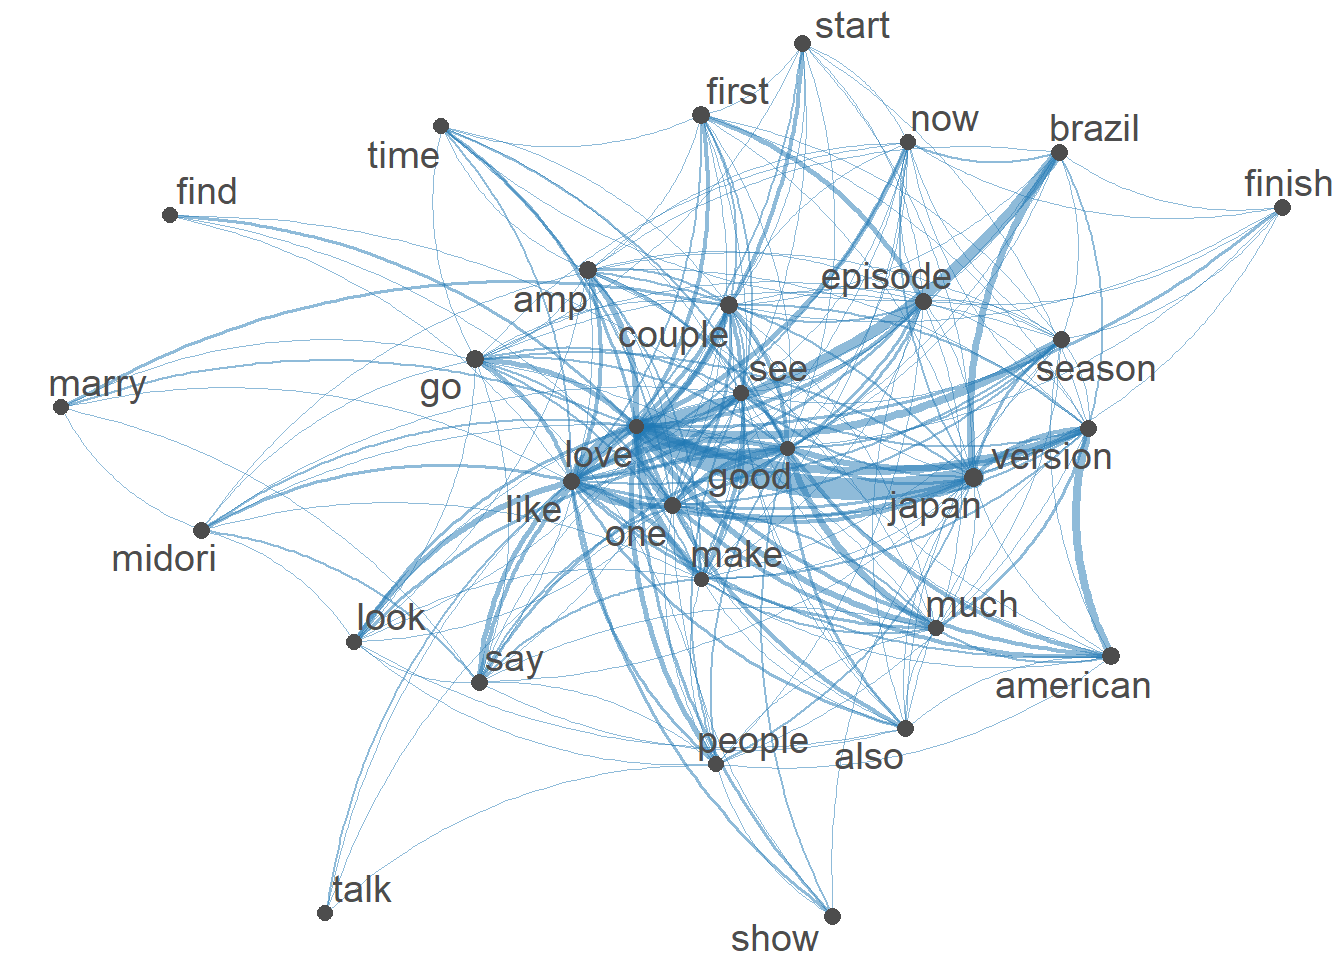 start
first
now
brazil
time
find
finish
episode
amp
couple
see
season
marry
go
love
version
good
like
japan
one
make
midori
look
much
say
american
people
also
talk
show